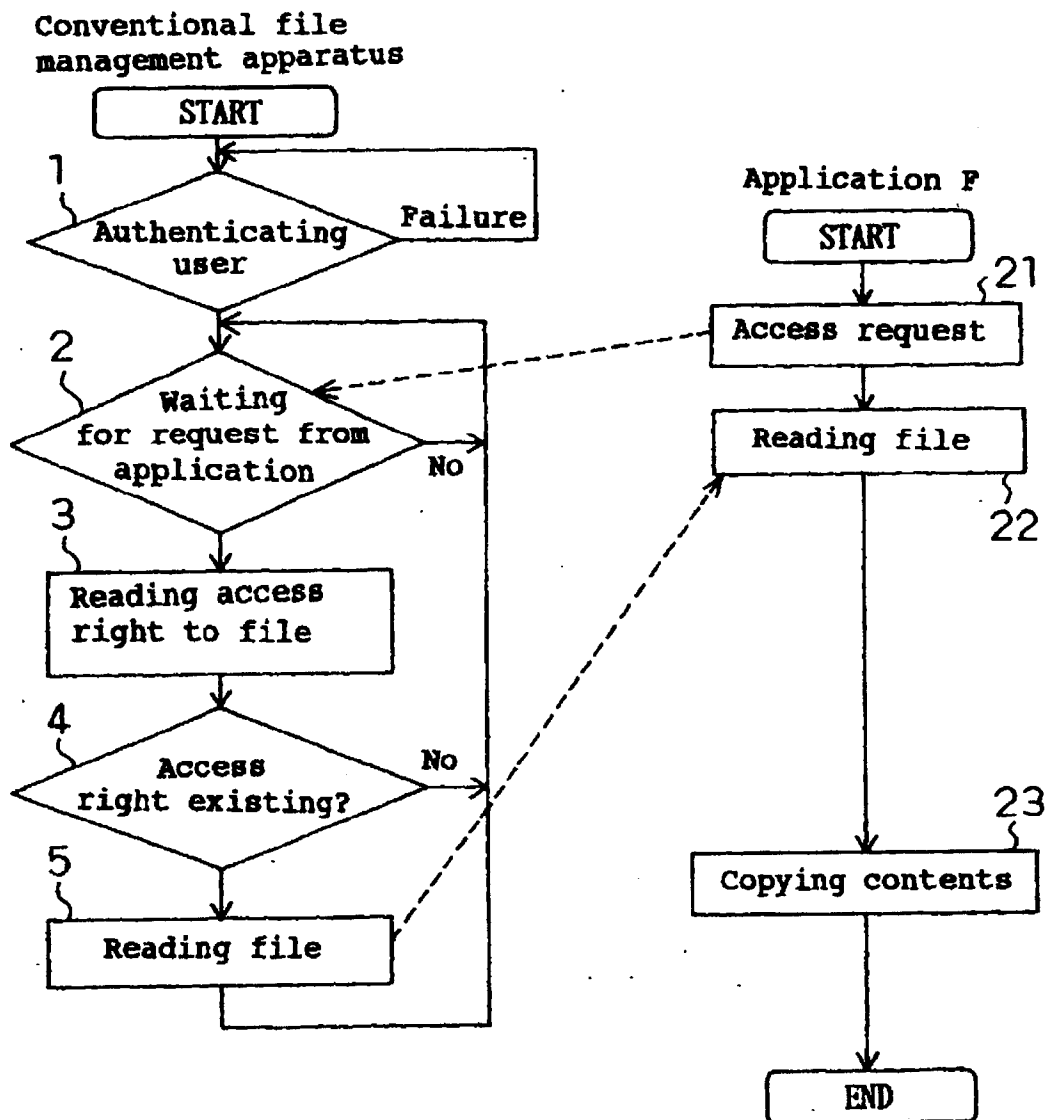 Conventional file
management apparatus
START
1
Authenticating
user
Failure
2
Waiting
for request from
application
No
3
Reading access
right to file
4
Access
right existing?
No
5
Reading file
Application F
START
21
Access request
Reading file
22
23
Copying contents
END